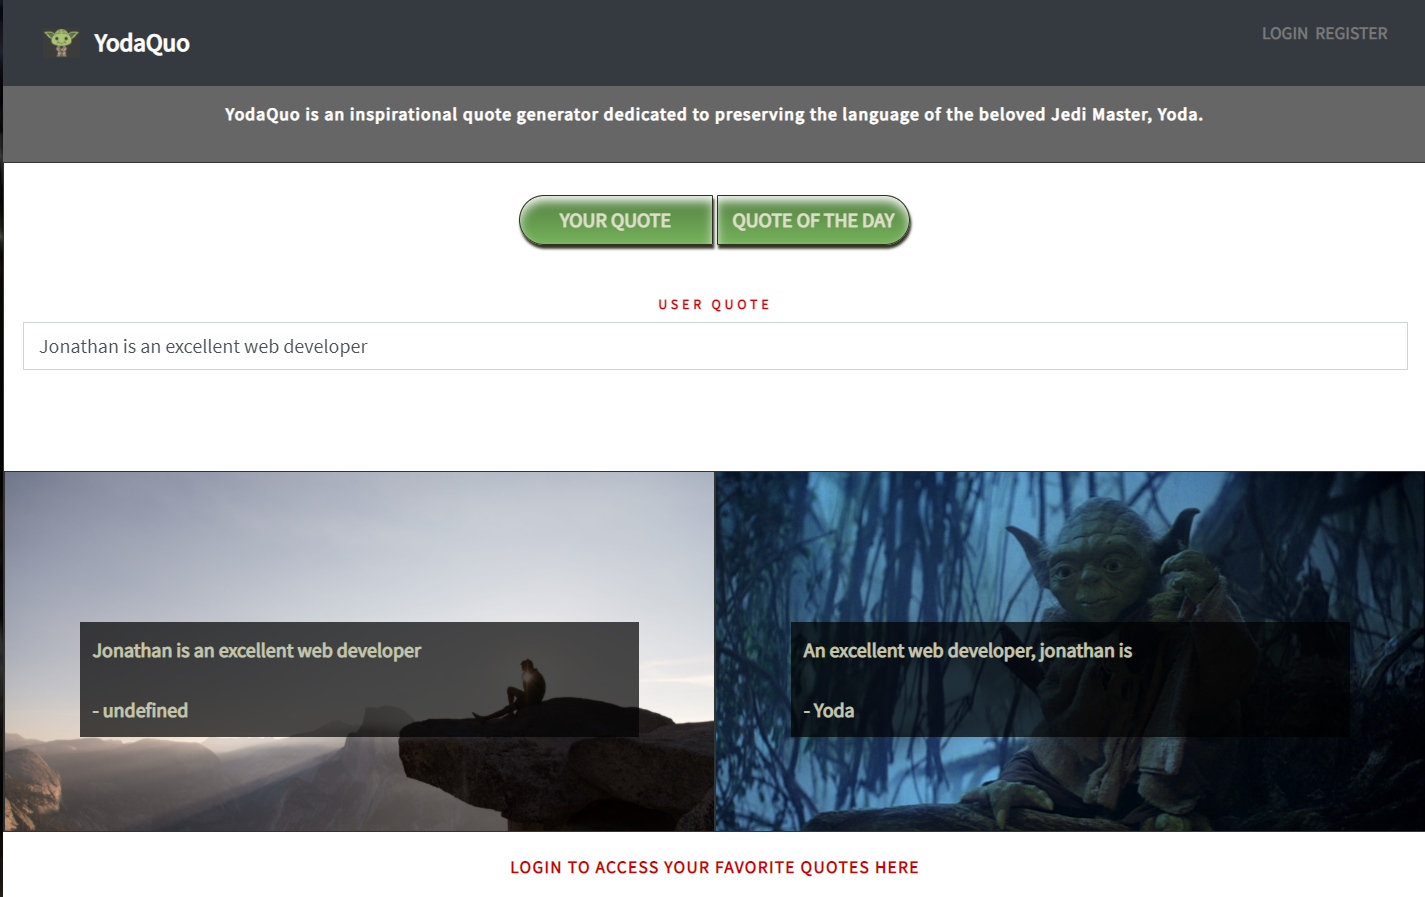 YodaQuo
LOGIN REGISTER
YodaQuo is an inspirational quote generator dedicated to preserving the language of the beloved Jedi Master, Yoda.
YOUR QUOTE
QUOTE OF THE DAY
USER QUOTE
Jonathan is an excellent web developer
Jonathan is an excellent web developer
- undefined
An excellent web developer, jonathan is
- Yoda
LOGIN TO ACCESS YOUR FAVORITE QUOTES HERE